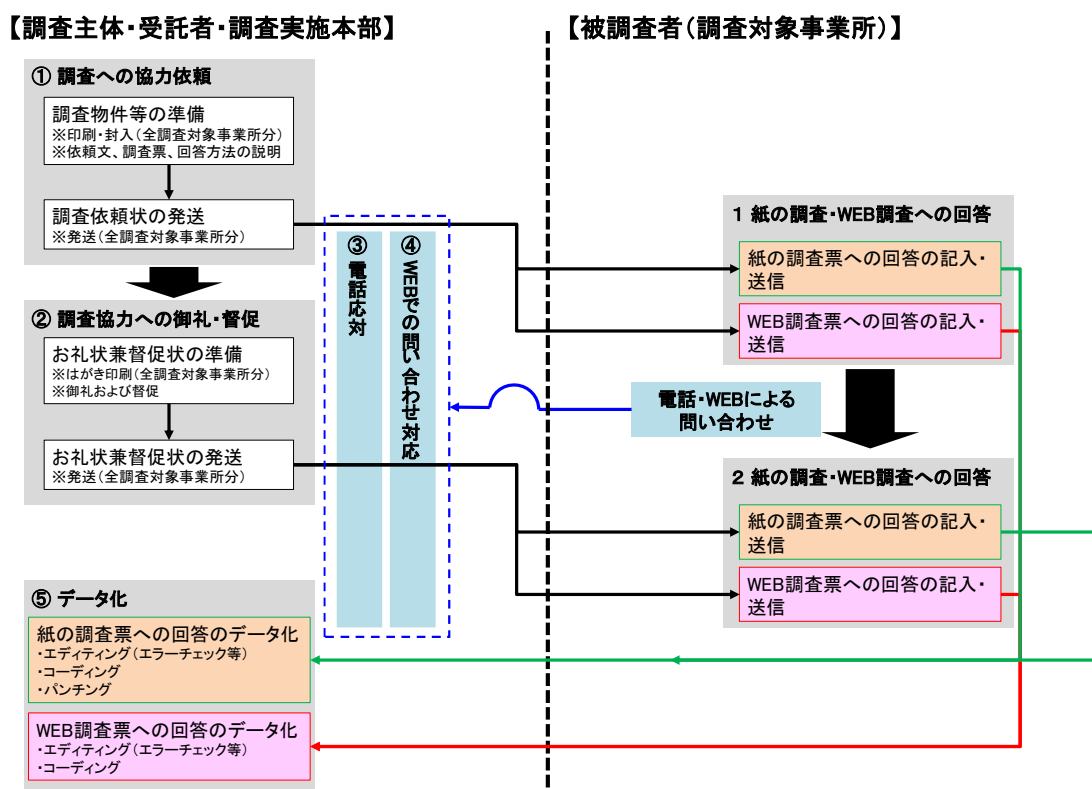 【調査主体・受託者・調査実施本部】
【被調査者(調査対象事業所)】
① 調査への協力依頼
調査物件等の準備
※印刷・封入(全調査対象事業所分)
※依頼文、調査票、回答方法の説明
調査依頼状の発送
※発送(全調査対象事業所分)
② 調査協力への御礼・督促
お礼状兼督促状の準備
※はがき印刷(全調査対象事業所分)
※御礼および督促
お礼状兼督促状の発送
※発送(全調査対象事業所分)
③ 電話応対
④ WEBでの問い合わせ対応
1 紙の調査・WEB調査への回答
紙の調査票への回答の記入・
送信
WEB調査票への回答の記入・
送信
電話・WEBによる
問い合わせ
2 紙の調査・WEB調査への回答
紙の調査票への回答の記入・
送信
WEB調査票への回答の記入・
送信
⑤ データ化
紙の調査票への回答のデータ化
・エディティング(エラーチェック等)
・コーディング
・パンチング
WEB調査票への回答のデータ化
・エディティング(エラーチェック等)
・コーディング